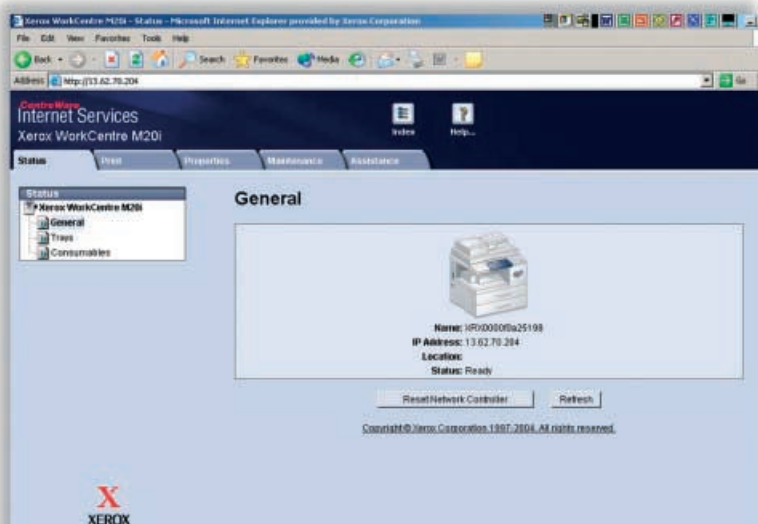 Xerox WorkCentre M20i - Status - Microsoft Internet Explorer provided by Xerox Corporation
File Edit View Favorites Tools Help
Back Search Favorites Media
Address http://13.62.70.204 Go
CentreWare
Internet Services
Xerox WorkCentre M20i
Index Help...
Status Print Properties Maintenance Assistance
Status
Xerox WorkCentre M20i
General
Trays
Consumables
General
Name: XRX0000f0a25198
IP Address: 13.62.70.204
Location:
Status: Ready
Reset Network Controller Refresh
Copyright © Xerox Corporation 1997-2004. All rights reserved.
X
XEROX